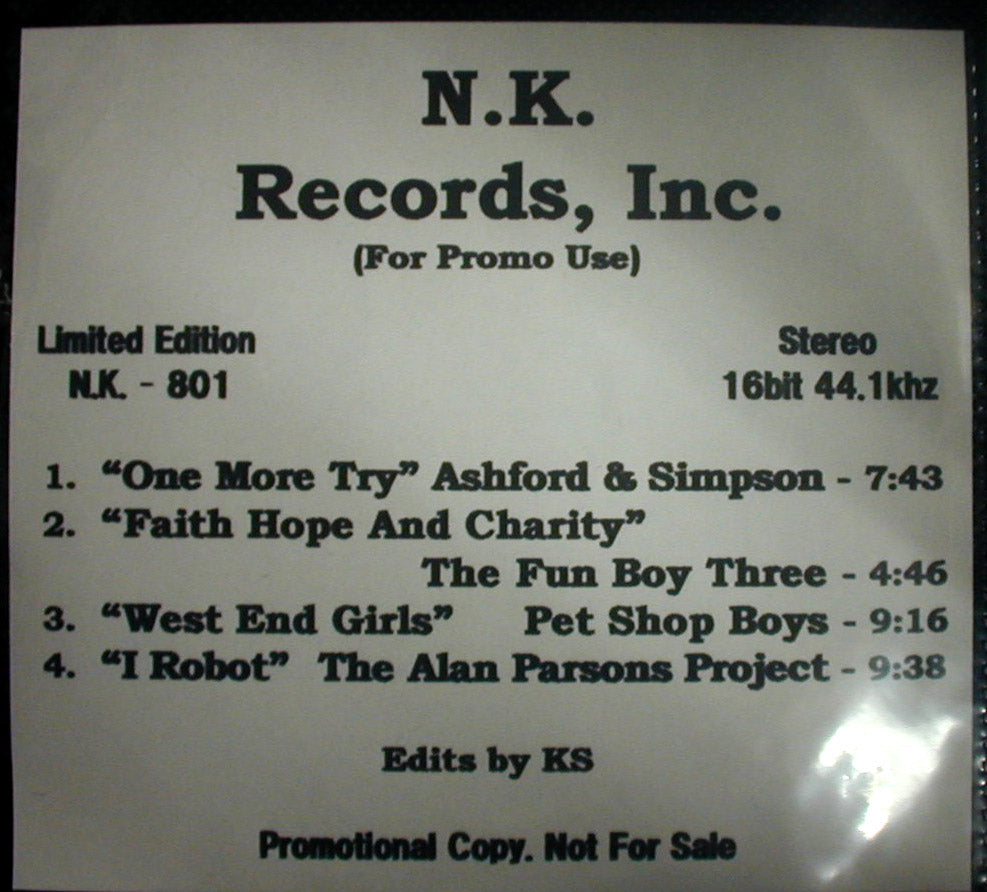 N.K.
Records, Inc.
(For Promo Use)
Limited Edition Stereo
N.K. - 801 16bit 44.1khz
1. “One More Try” Ashford & Simpson - 7:43
2. “Faith Hope And Charity”
The Fun Boy Three - 4:46
3. “West End Girls” Pet Shop Boys - 9:16
4. “I Robot” The Alan Parsons Project - 9:38
Edits by KS
Promotional Copy. Not For Sale